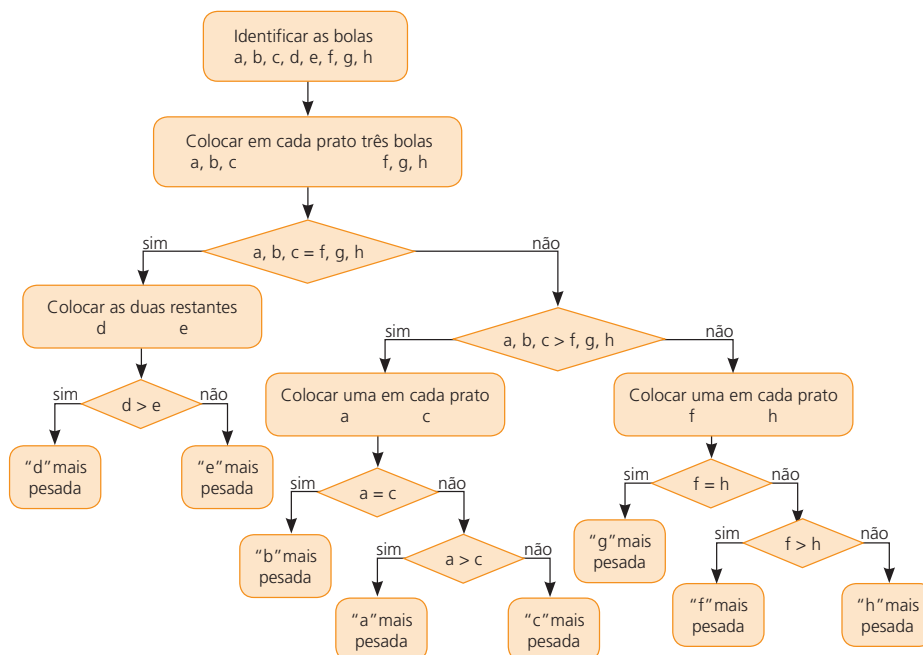 Identificar as bolas
a, b, c, d, e, f, g, h
Colocar em cada prato três bolas
a, b, c f, g, h
sim
a, b, c = f, g, h
não
Colocar as duas restantes
d e
sim
a, b, c > f, g, h
não
sim
d > e
não
Colocar uma em cada prato
a c
Colocar uma em cada prato
f h
"d" mais
pesada
"e" mais
pesada
sim
a = c
não
sim
f = h
não
"b" mais
pesada
sim
a > c
não
"g" mais
pesada
sim
f > h
não
"a" mais
pesada
"c" mais
pesada
"f" mais
pesada
"h" mais
pesada